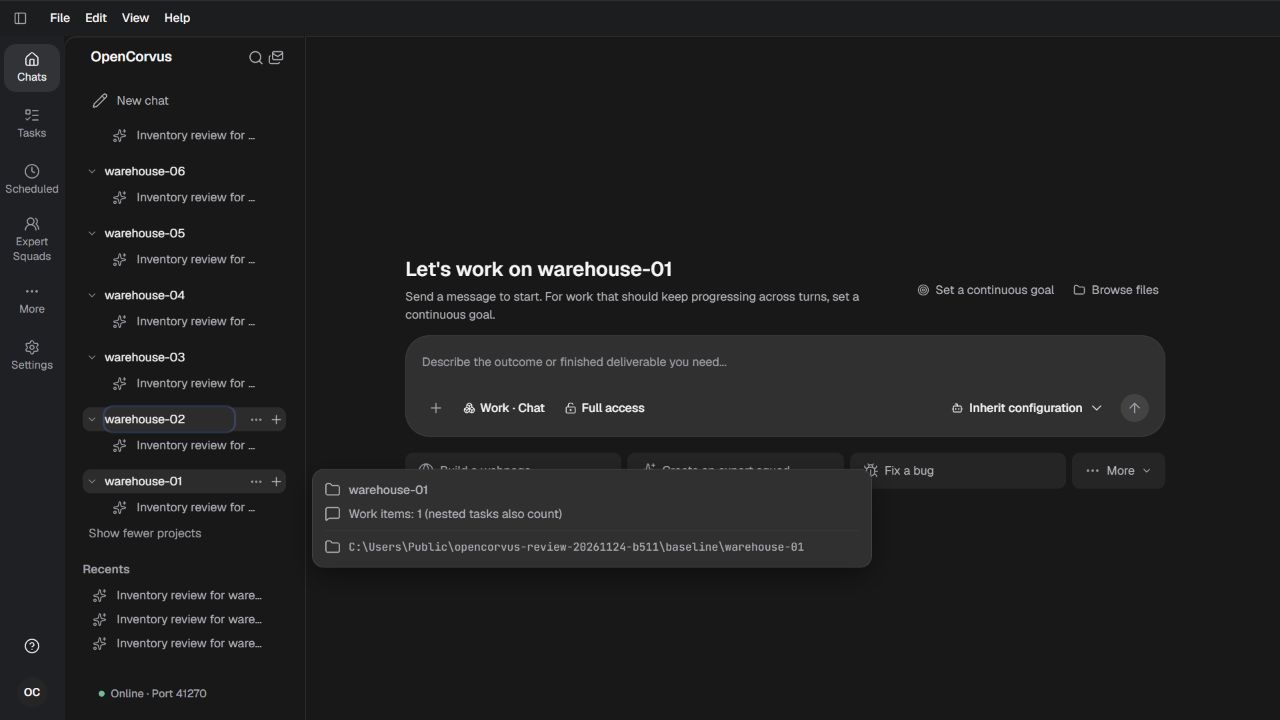 File Edit View Help
OpenCorvus
Chats
Tasks
Scheduled
Expert
Squads
More
Settings
OC
New chat
Inventory review for ...
warehouse-06
Inventory review for ...
warehouse-05
Inventory review for ...
warehouse-04
Inventory review for ...
warehouse-03
Inventory review for ...
warehouse-02
Inventory review for ...
warehouse-01
Inventory review for ...
Show fewer projects
Recents
Inventory review for ware...
Inventory review for ware...
Inventory review for ware...
Online · Port 41270
Let's work on warehouse-01
Send a message to start. For work that should keep progressing across turns, set a
continuous goal.
Set a continuous goal
Browse files
Describe the outcome or finished deliverable you need...
Work · Chat
Full access
Inherit configuration
Build a webpage
Create an expert squad
Fix a bug
More
warehouse-01
Work items: 1 (nested tasks also count)
C:\Users\Public\opencorvus-review-20261124-b511\baseline\warehouse-01